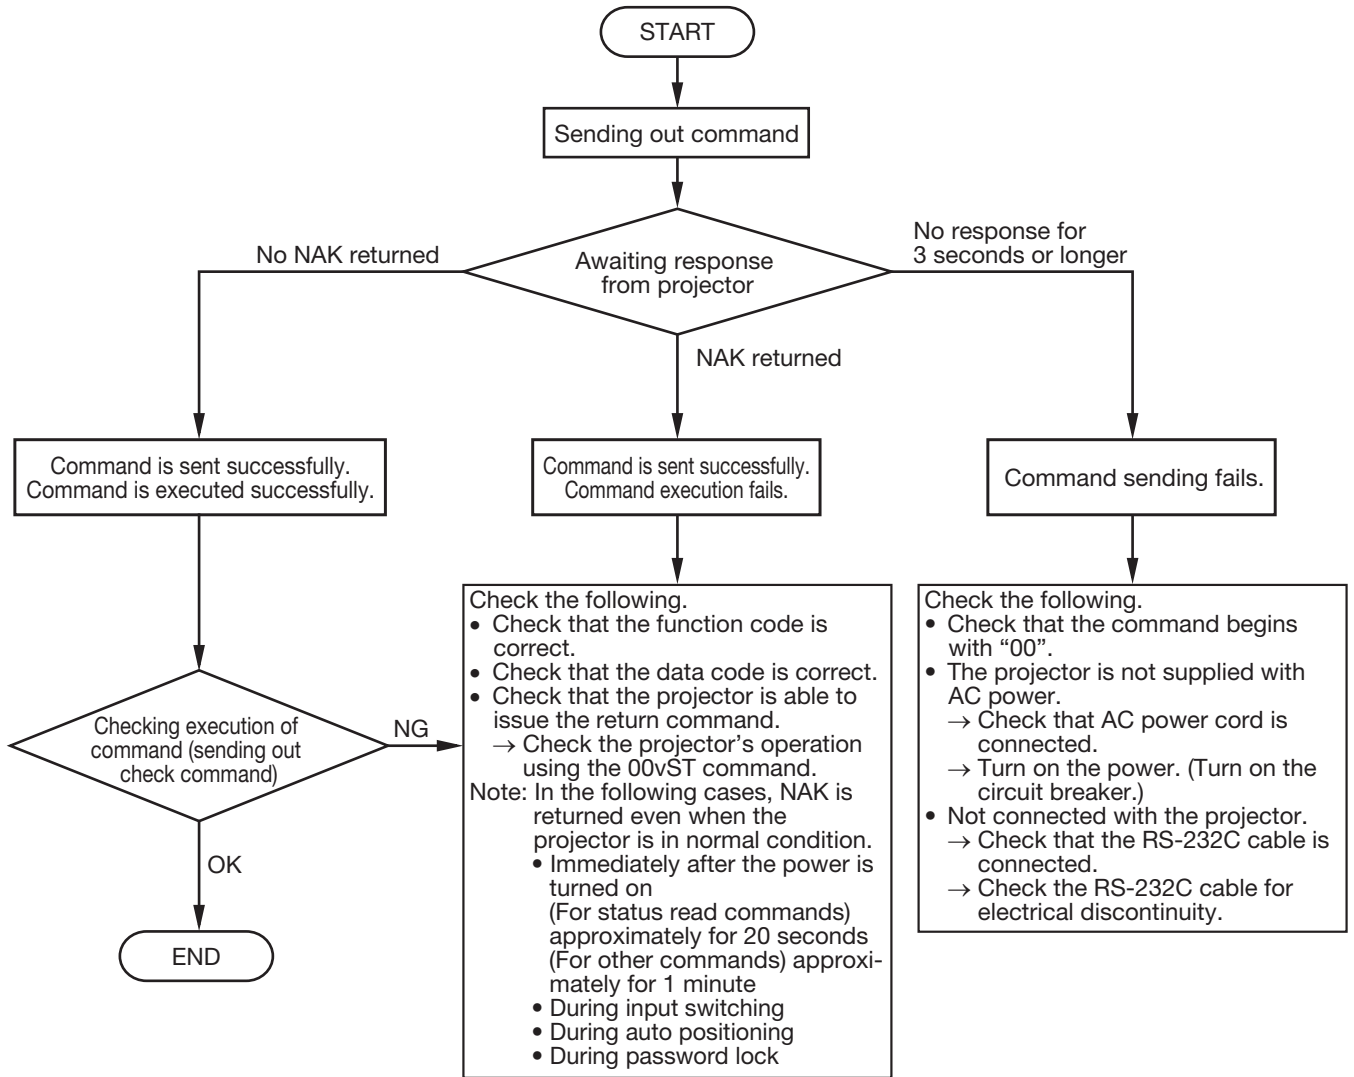 START
Sending out command
Awaiting response
from projector
No NAK returned
No response for
3 seconds or longer
NAK returned
Command is sent successfully.
Command is executed successfully.
Command is sent successfully.
Command execution fails.
Command sending fails.
Checking execution of
command (sending out
check command)
NG
OK
END
Check the following.
• Check that the function code is
correct.
• Check that the data code is correct.
• Check that the projector is able to
issue the return command.
→ Check the projector’s operation
using the 00vST command.
Note: In the following cases, NAK is
returned even when the
projector is in normal condition.
• Immediately after the power is
turned on
(For status read commands)
approximately for 20 seconds
(For other commands) approxi-
mately for 1 minute
• During input switching
• During auto positioning
• During password lock
Check the following.
• Check that the command begins
with “00”.
• The projector is not supplied with
AC power.
→ Check that AC power cord is
connected.
→ Turn on the power. (Turn on the
circuit breaker.)
• Not connected with the projector.
→ Check that the RS-232C cable is
connected.
→ Check the RS-232C cable for
electrical discontinuity.